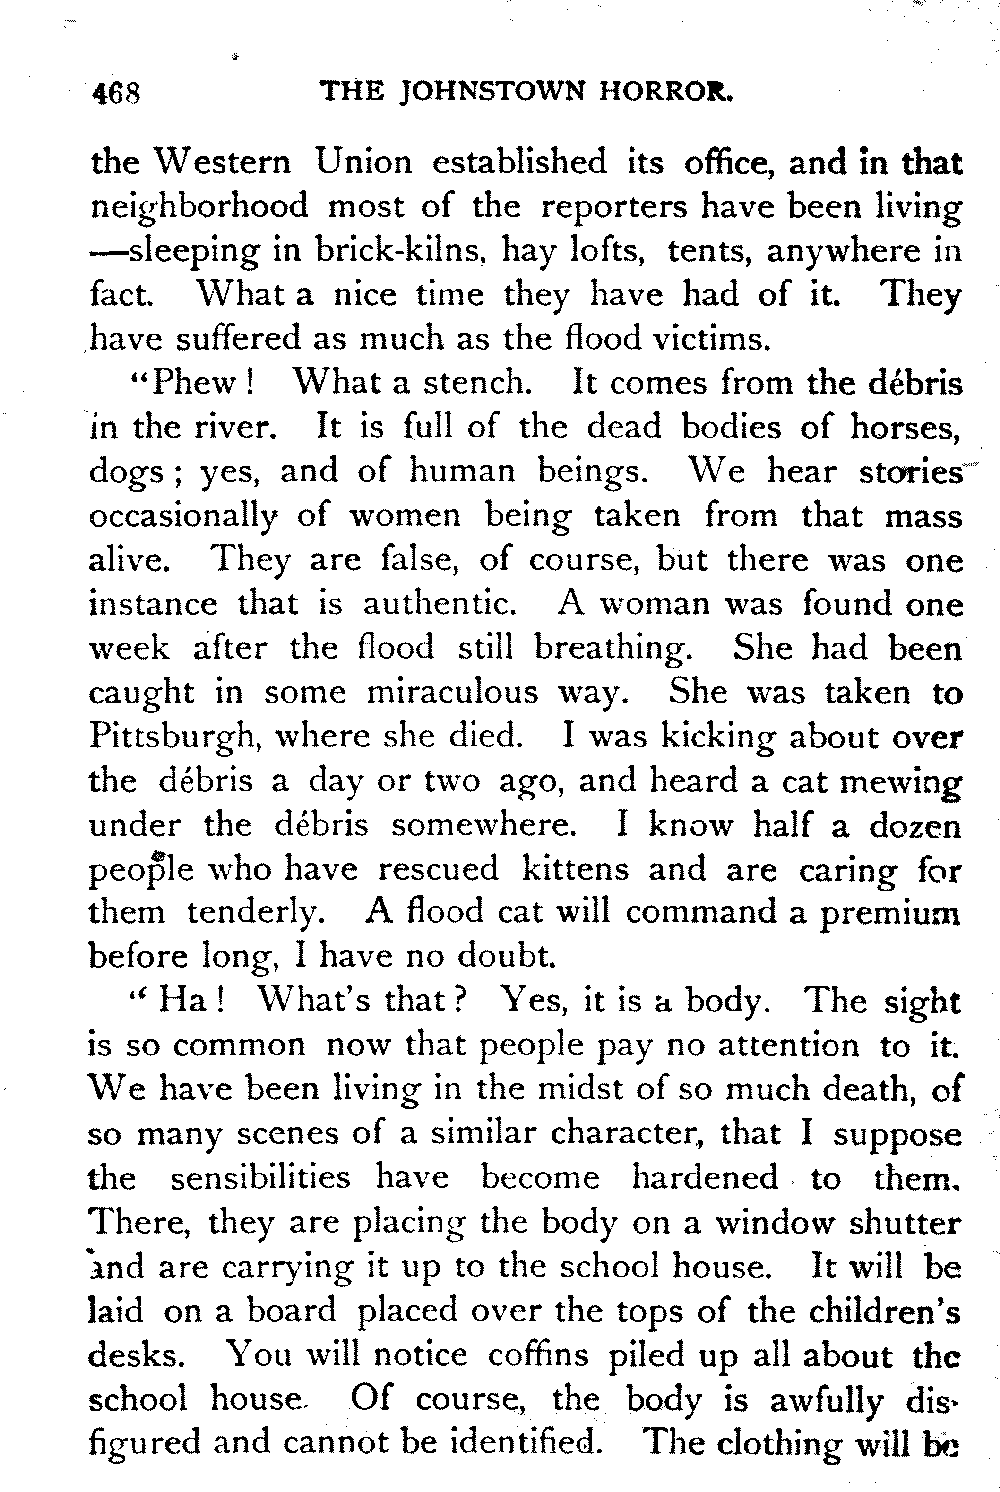 468 THE JOHNSTOWN HORROR.
the Western Union established its office, and in that
neighborhood most of the reporters have been living
—sleeping in brick-kilns, hay lofts, tents, anywhere in
fact. What a nice time they have had of it. They
have suffered as much as the flood victims.
"Phew! What a stench. It comes from the débris
in the river. It is full of the dead bodies of horses,
dogs; yes, and of human beings. We hear stories
occasionally of women being taken from that mass
alive. They are false, of course, but there was one
instance that is authentic. A woman was found one
week after the flood still breathing. She had been
caught in some miraculous way. She was taken to
Pittsburgh, where she died. I was kicking about over
the débris a day or two ago, and heard a cat mewing
under the débris somewhere. I know half a dozen
people who have rescued kittens and are caring for
them tenderly. A flood cat will command a premium
before long, I have no doubt.
"Ha! What's that? Yes, it is a body. The sight
is so common now that people pay no attention to it.
We have been living in the midst of so much death, of
so many scenes of a similar character, that I suppose
the sensibilities have become hardened to them.
There, they are placing the body on a window shutter
and are carrying it up to the school house. It will be
laid on a board placed over the tops of the children's
desks. You will notice coffins piled up all about the
school house. Of course, the body is awfully dis-
figured and cannot be identified. The clothing will be